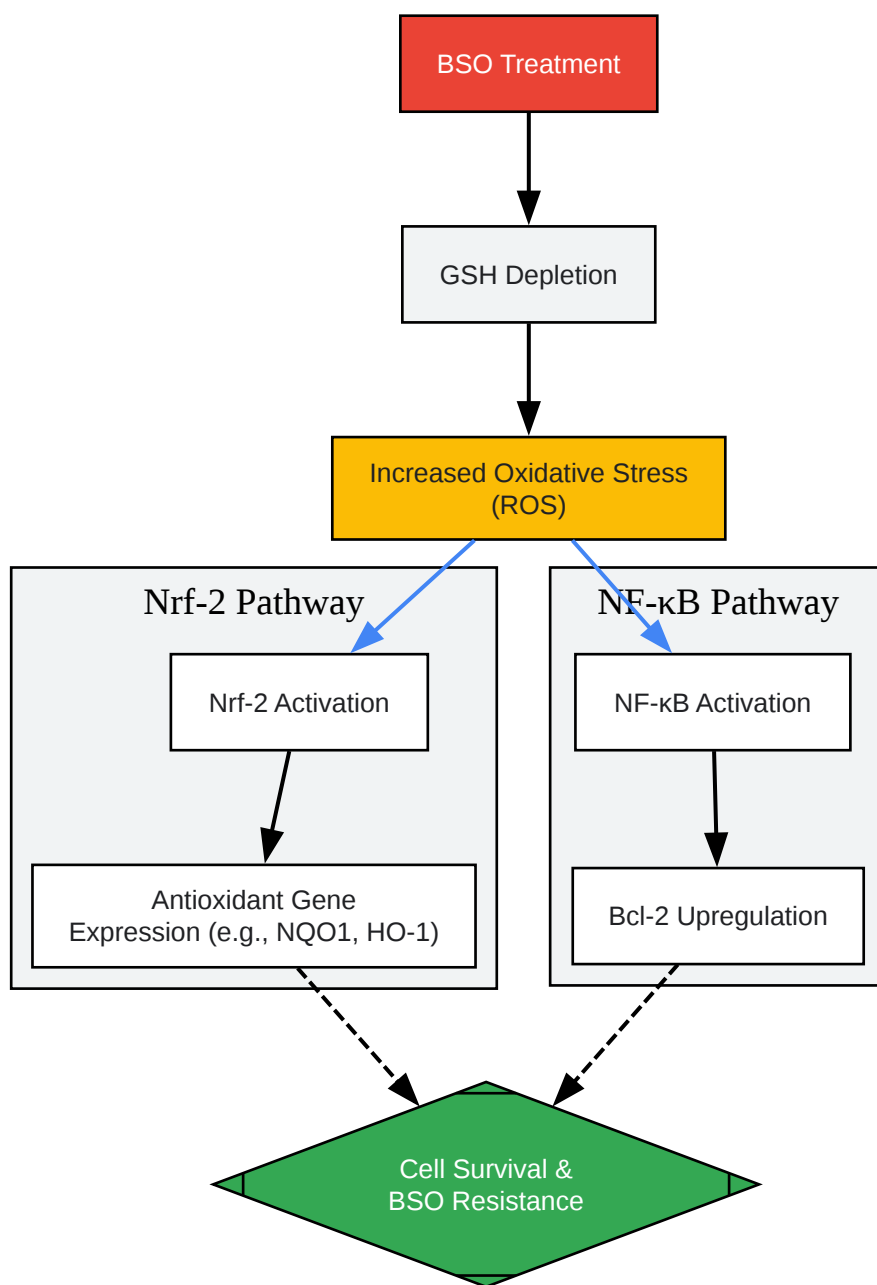 BSO Treatment
GSH Depletion
Increased Oxidative Stress
(ROS)
Nrf-2 Pathway
NF-κB Pathway
Nrf-2 Activation
NF-κB Activation
Antioxidant Gene
Expression (e.g., NQO1, HO-1)
Bcl-2 Upregulation
Cell Survival &
BSO Resistance